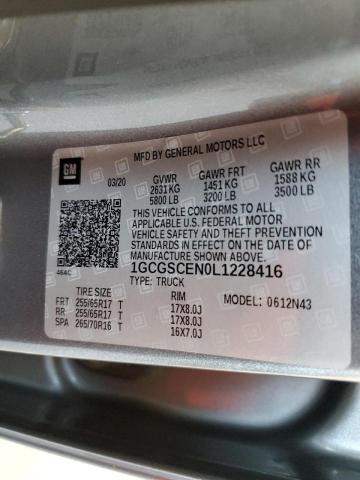 GM
MFD BY GENERAL MOTORS LLC
03/20 GVWR GAWR FRT GAWR RR
2631 KG 1451 KG 1588 KG
5800 LB 3200 LB 3500 LB
THIS VEHICLE CONFORMS TO ALL
APPLICABLE U.S. FEDERAL MOTOR
VEHICLE SAFETY AND THEFT PREVENTION
STANDARDS IN EFFECT ON THE DATE OF
MANUFACTURE SHOWN ABOVE.
464C 1GCGSCEN0L1228416
TYPE: TRUCK
TIRE SIZE RIM MODEL: 0612N43
FRT 255/65R17 T 17X8.0J
RR 255/65R17 T 17X8.0J
SPA 265/70R16 T 16X7.0J